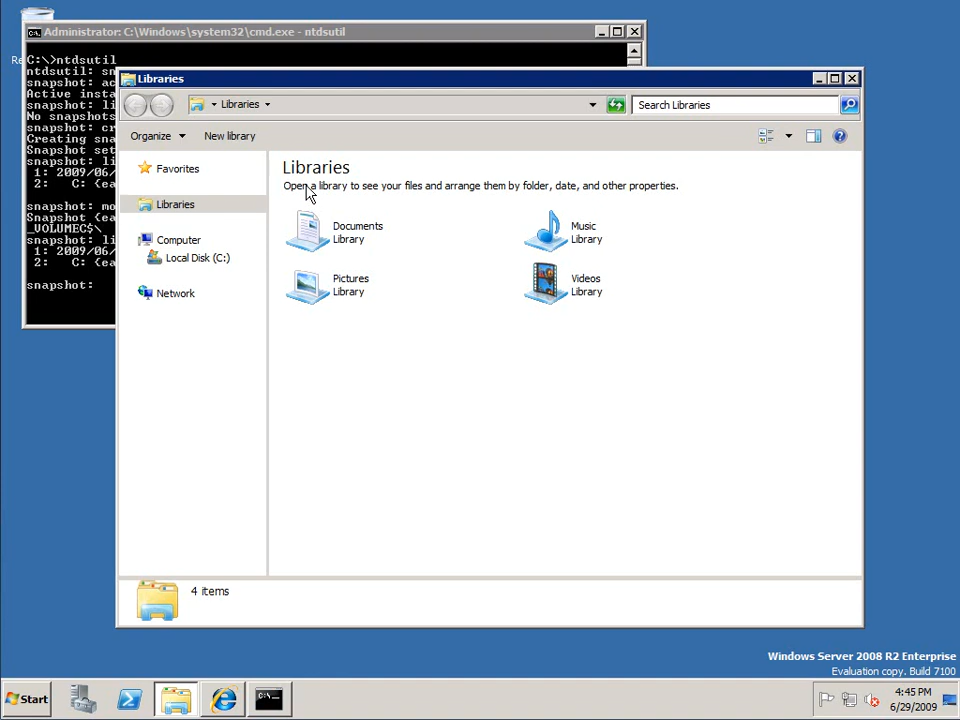 Re
Administrator: C:\Windows\system32\cmd.exe - ntdsutil
C:\>ntdsutil
ntdsutil: sn
snapshot: ac
Active insta
snapshot: li
No snapshots
snapshot: cr
Creating sna
Snapshot set
snapshot: li
1: 2009/06/
2: C: {ea
snapshot: mo
Snapshot {ea
_VOLUMEC$\
snapshot: li
1: 2009/06/
2: C: {ea
snapshot:
Libraries
Libraries
Search Libraries
Organize
New library
Favorites
Libraries
Computer
Local Disk (C:)
Network
Libraries
Open a library to see your files and arrange them by folder, date, and other properties.
Documents
Library
Music
Library
Pictures
Library
Videos
Library
4 items
Windows Server 2008 R2 Enterprise
Evaluation copy. Build 7100
Start
4:45 PM
6/29/2009